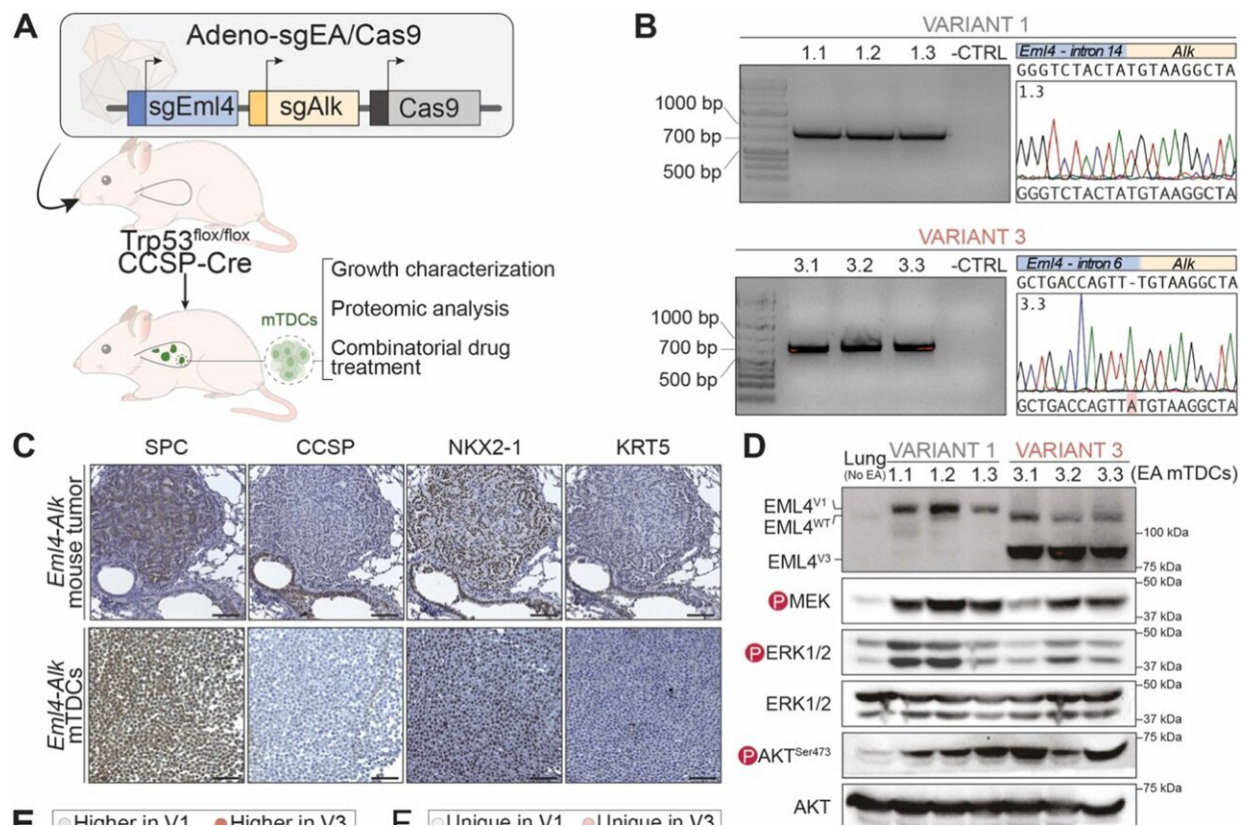 A
Adeno-sgEA/Cas9
sgEml4 sgAlk Cas9
Trp53flox/flox
CCSP-Cre
mTDCs
Growth characterization
Proteomic analysis
Combinatorial drug
treatment
B
VARIANT 1
1.1 1.2 1.3 -CTRL
1000 bp
700 bp
500 bp
Eml4 - intron 14 Alk
GGGTCTACTATGTAAGGCTA
1.3
GGGTCTACTATGTAAGGCTA
VARIANT 3
3.1 3.2 3.3 -CTRL
1000 bp
700 bp
500 bp
Eml4 - intron 6 Alk
GCTGACCAGTT-TGTAAGGCTA
3.3
GCTGACCAGTTATGTAAGGCTA
C
SPC CCSP NKX2-1 KRT5
Eml4-Alk
mouse tumor
Eml4-Alk
mTDCs
D
VARIANT 1 VARIANT 3
Lung
(No EA)
1.1 1.2 1.3 3.1 3.2 3.3 (EA mTDCs)
EML4V1
EML4WT
EML4V3
100 kDa
75 kDa
P MEK
50 kDa
37 kDa
P ERK1/2
50 kDa
37 kDa
ERK1/2
50 kDa
37 kDa
P AKTSer473
75 kDa
AKT
75 kDa
E
Higher in V1 Higher in V3
F
Unique in V1 Unique in V3